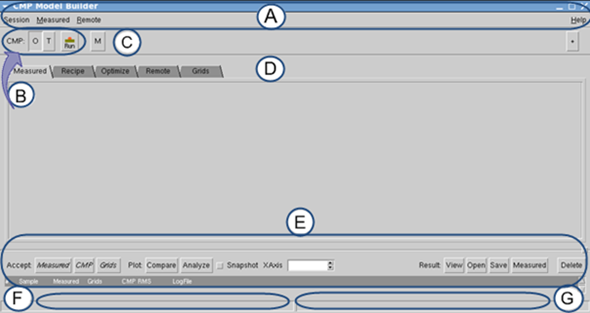 CMP Model Builder
A
Session Measured Remote Help
CMP: O T Run M C
D
Measured Recipe Optimize Remote Grids
B
E
Accept Measured CMP Grids Plot: Compare Analyze Snapshot XAxis Result: View Open Save Measured Delete
Sample Measured Grids CMP RMS LogFile
F G